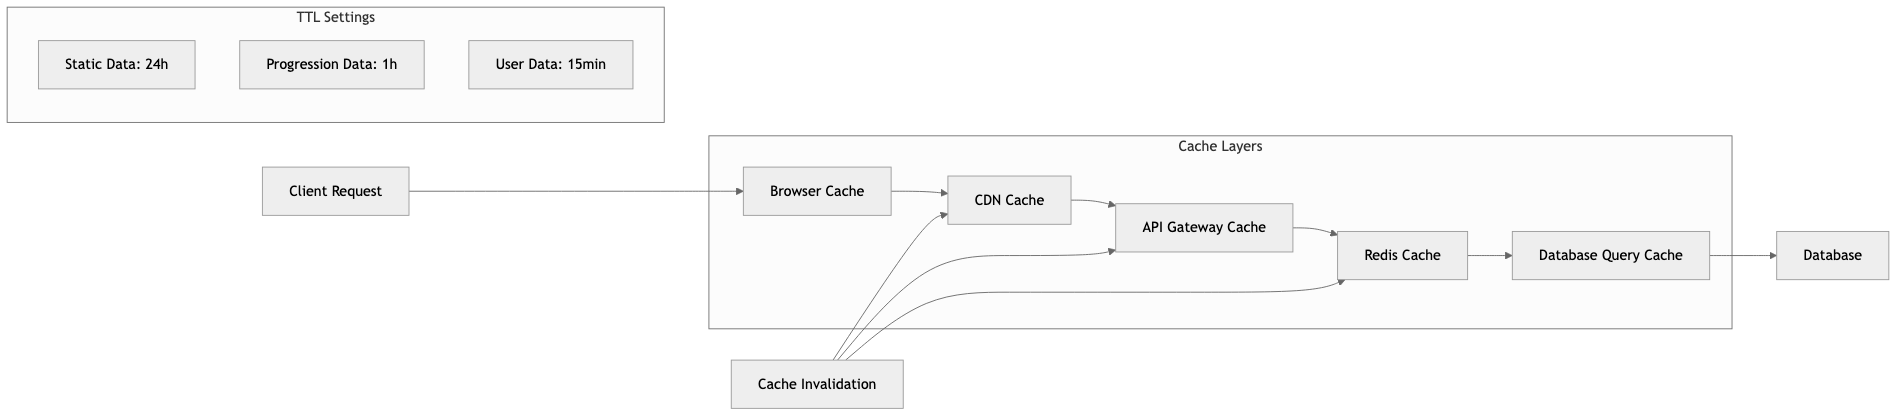 TTL Settings
Static Data: 24h
Progression Data: 1h
User Data: 15min
Cache Layers
Client Request
Browser Cache
CDN Cache
API Gateway Cache
Redis Cache
Database Query Cache
Database
Cache Invalidation